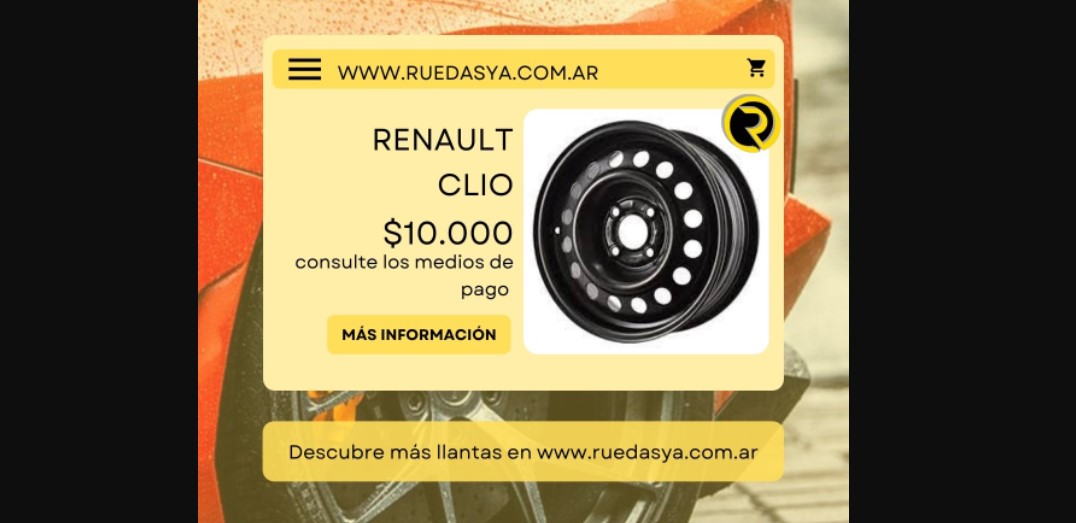 WWW.RUEDASYA.COM.AR
RENAULT
CLIO
$10.000
consulte los medios de
pago
MÁS INFORMACIÓN
Descubre más llantas en www.ruedasya.com.ar